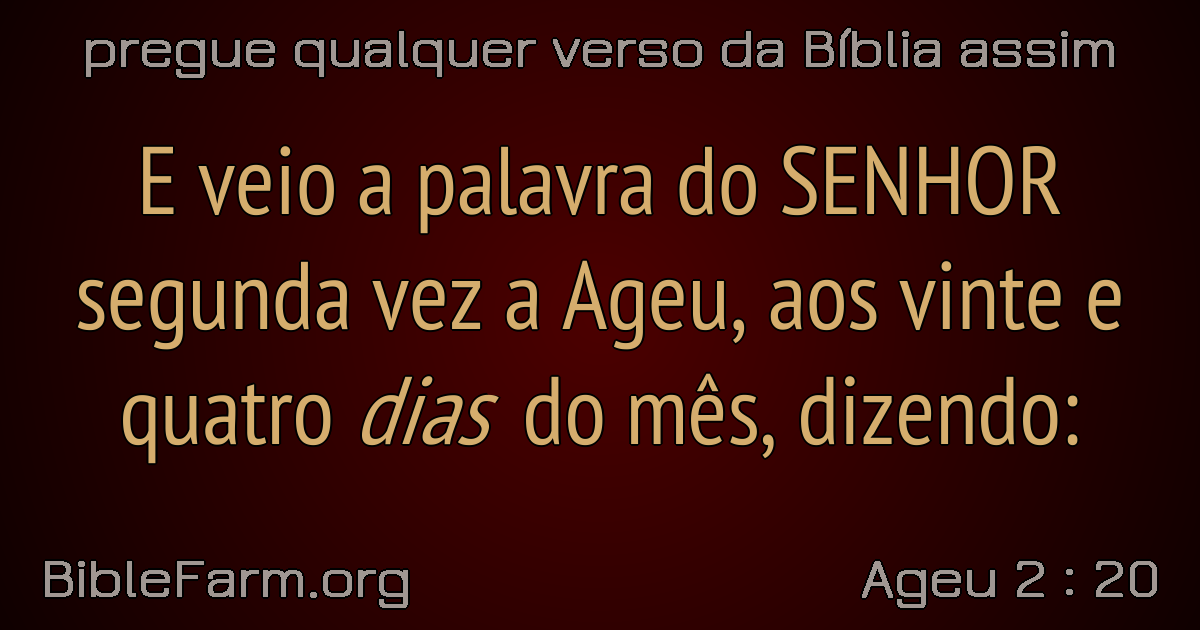 pregue qualquer verso da Bíblia assim
E veio a palavra do SENHOR
segunda vez a Ageu, aos vinte e
quatro dias do mês, dizendo:
BibleFarm.org
Ageu 2 : 20